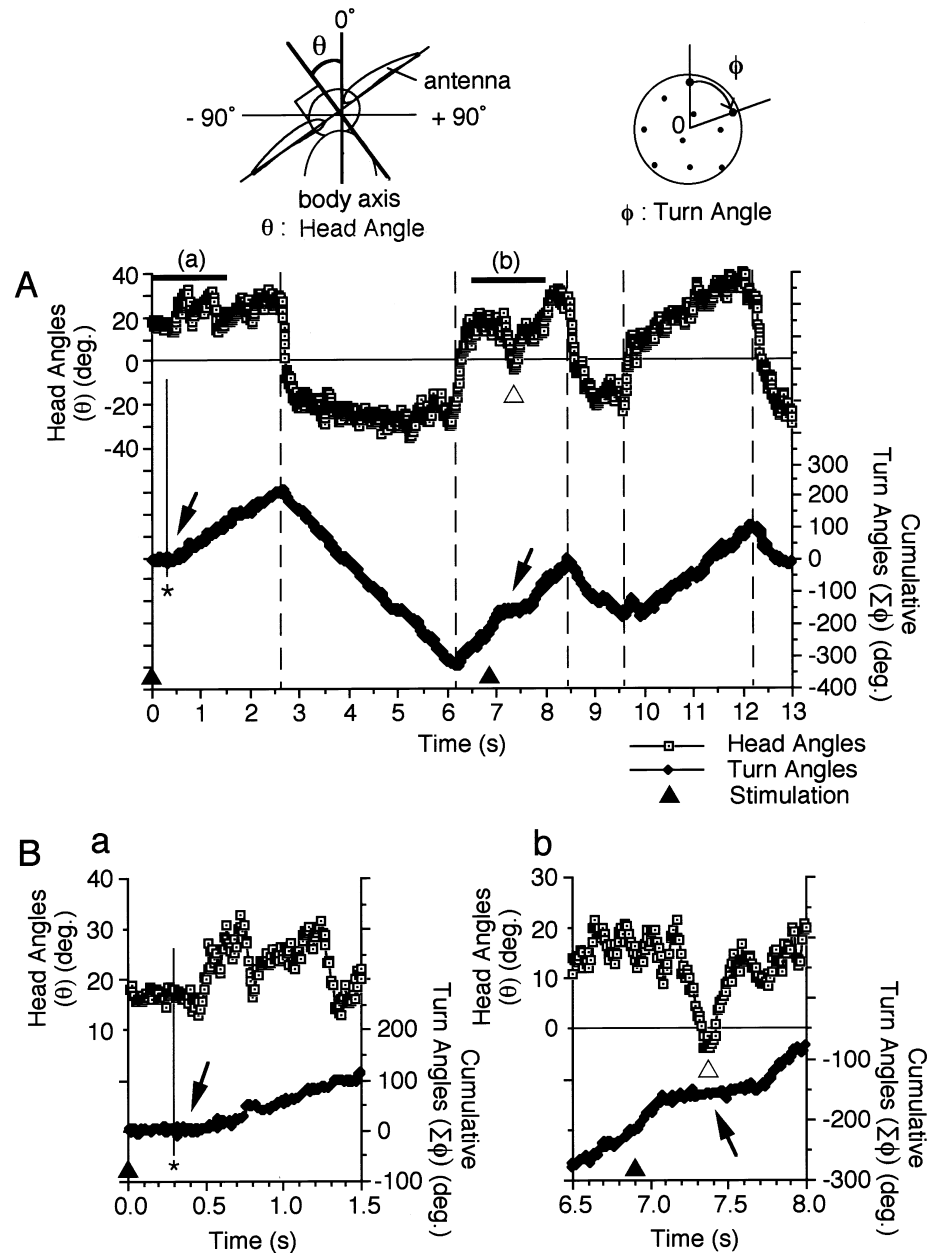 0°
θ
antenna
- 90°
+ 90°
body axis
θ : Head Angle
ϕ
0
ϕ : Turn Angle
A
(a)
(b)
40
20
0
-20
-40
Head Angles
(θ) (deg.)
300
200
100
0
-100
-200
-300
-400
Cumulative
Turn Angles (Σϕ) (deg.)
*
0 1 2 3 4 5 6 7 8 9 10 11 12 13
Time (s)
Head Angles
Turn Angles
Stimulation
B
a
40
30
20
10
Head Angles
(θ) (deg.)
200
100
0
-100
Cumulative
Turn Angles (Σϕ) (deg.)
*
0.0 0.5 1.0 1.5
Time (s)
b
30
20
10
0
Head Angles
(θ) (deg.)
-100
-200
-300
Cumulative
Turn Angles (Σϕ) (deg.)
6.5 7.0 7.5 8.0
Time (s)